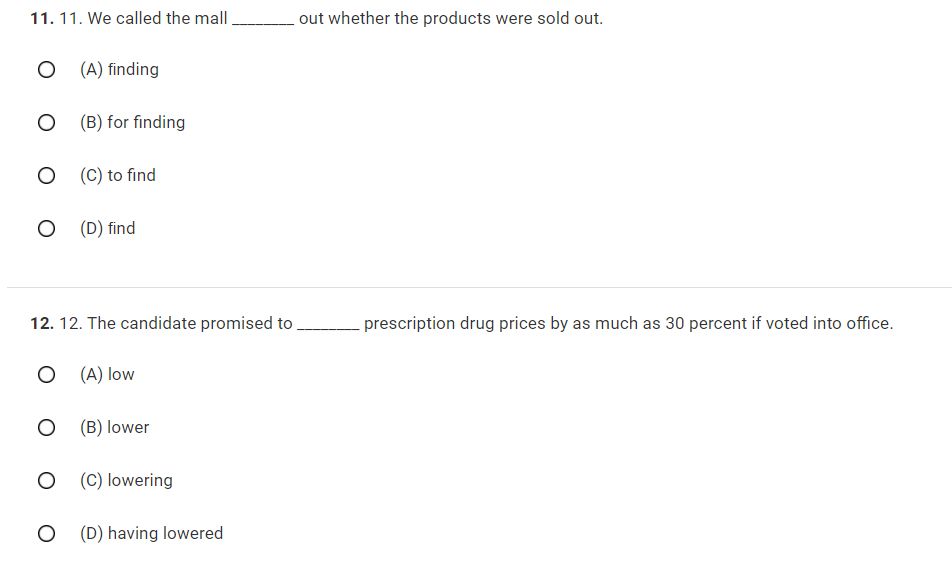 11. 11. We called the mall ________ out whether the products were sold out.
(A) finding
(B) for finding
(C) to find
(D) find
12. 12. The candidate promised to ________ prescription drug prices by as much as 30 percent if voted into office.
(A) low
(B) lower
(C) lowering
(D) having lowered